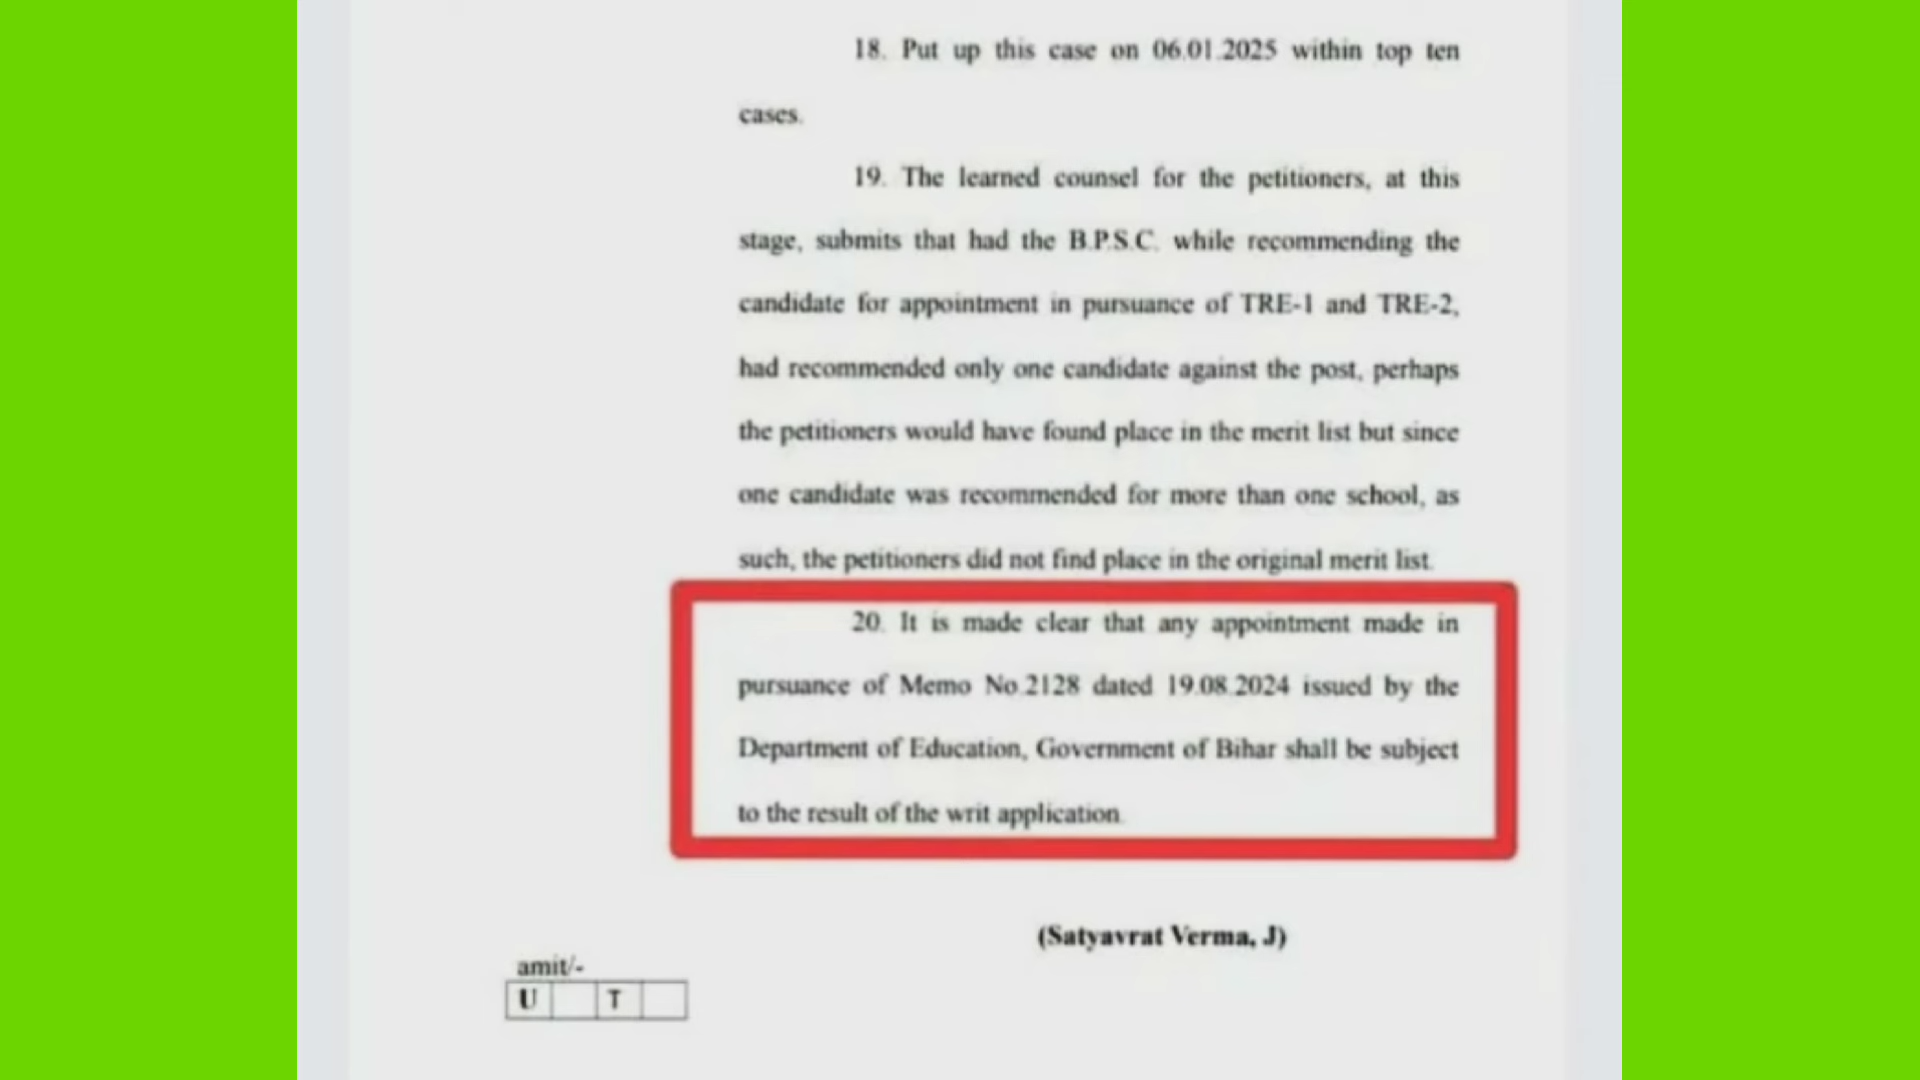 18. Put up this case on 06.01.2025 within top ten
cases.
19. The learned counsel for the petitioners, at this
stage, submits that had the B.P.S.C. while recommending the
candidate for appointment in pursuance of TRE-1 and TRE-2,
had recommended only one candidate against the post, perhaps
the petitioners would have found place in the merit list but since
one candidate was recommended for more than one school, as
such, the petitioners did not find place in the original merit list.
20. It is made clear that any appointment made in
pursuance of Memo No.2128 dated 19.08.2024 issued by the
Department of Education, Government of Bihar shall be subject
to the result of the writ application.
(Satyavrat Verma, J)
amit/-
U T